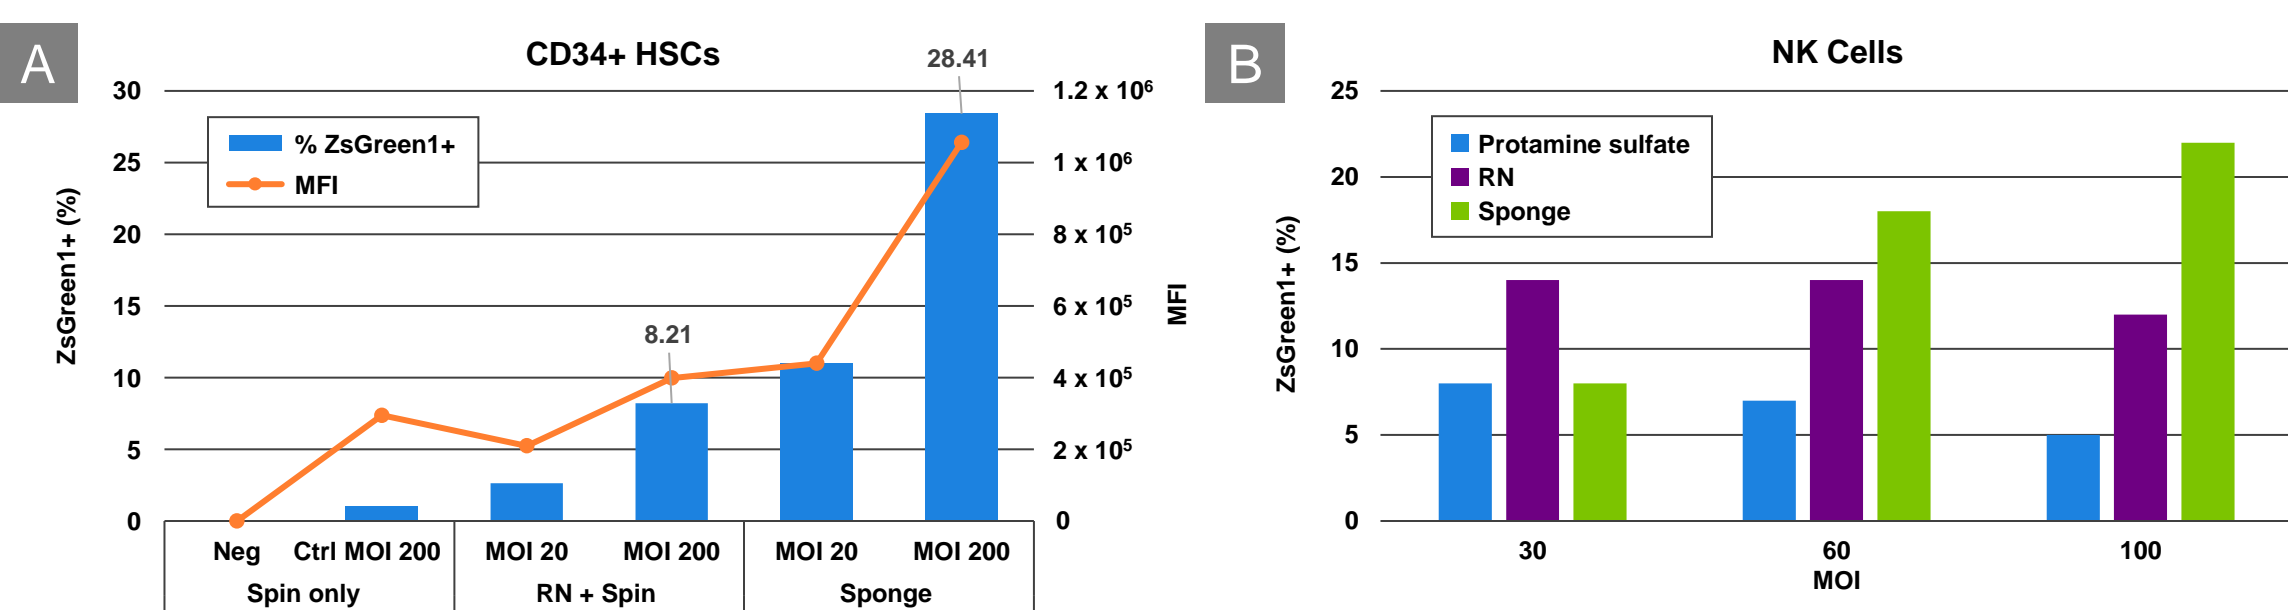 A
CD34+ HSCs
28.41
8.21
% ZsGreen1+
MFI
ZsGreen1+ (%)
30
25
20
15
10
5
0
1.2 x 10⁶
1 x 10⁶
8 x 10⁵
6 x 10⁵
4 x 10⁵
2 x 10⁵
0
MFI
Neg Ctrl MOI 200 MOI 20 MOI 200 MOI 20 MOI 200
Spin only RN + Spin Sponge
B
NK Cells
Protamine sulfate
RN
Sponge
ZsGreen1+ (%)
25
20
15
10
5
0
30 60 100
MOI